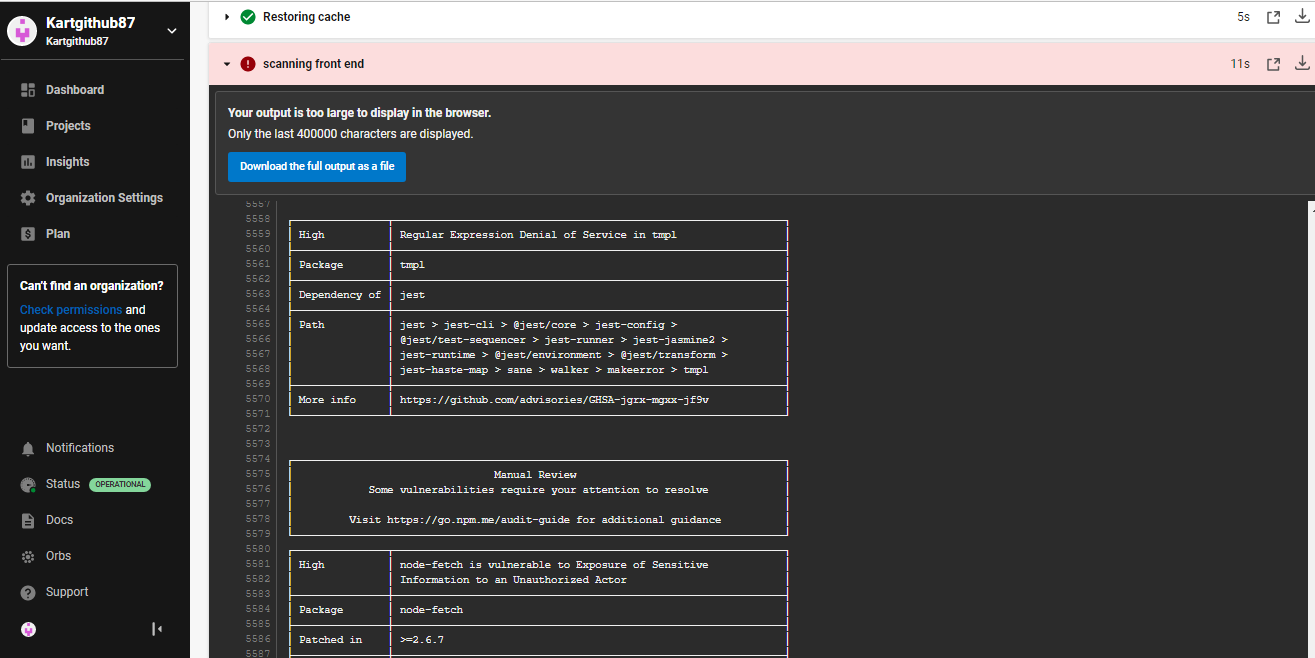 Kartgithub87
Kartgithub87
Dashboard
Projects
Insights
Organization Settings
Plan
Can't find an organization?
Check permissions and
update access to the ones
you want.
Notifications
Status OPERATIONAL
Docs
Orbs
Support
Restoring cache 5s
scanning front end 11s
Your output is too large to display in the browser.
Only the last 400000 characters are displayed.
Download the full output as a file
5557
5558
5559 High Regular Expression Denial of Service in tmpl
5560
5561 Package tmpl
5562
5563 Dependency of jest
5564
5565 Path jest > jest-cli > @jest/core > jest-config >
5566 @jest/test-sequencer > jest-runner > jest-jasmine2 >
5567 jest-runtime > @jest/environment > @jest/transform >
5568 jest-haste-map > sane > walker > makeerror > tmpl
5569
5570 More info https://github.com/advisories/GHSA-jgrx-mgxx-jf9v
5571
5572
5573
5574
5575 Manual Review
5576 Some vulnerabilities require your attention to resolve
5577
5578 Visit https://go.npm.me/audit-guide for additional guidance
5579
5580
5581 High node-fetch is vulnerable to Exposure of Sensitive
5582 Information to an Unauthorized Actor
5583
5584 Package node-fetch
5585
5586 Patched in >=2.6.7
5587